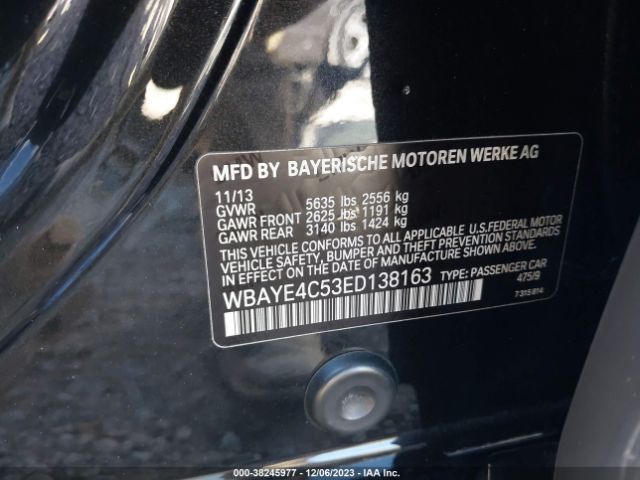 MFD BY BAYERISCHE MOTOREN WERKE AG
11/13
GVWR 5635 lbs 2556 kg
GAWR FRONT 2625 lbs 1191 kg
GAWR REAR 3140 lbs 1424 kg
THIS VEHICLE CONFORMS TO ALL APPLICABLE U.S.FEDERAL MOTOR
VEHICLE SAFETY, BUMPER AND THEFT PREVENTION STANDARDS
IN EFFECT ON THE DATE OF MANUFACTURE SHOWN ABOVE.
WBAYE4C53ED138163 TYPE: PASSENGER CAR
475/9
7 315 814
000-38245977 - 12/06/2023 - IAA Inc.